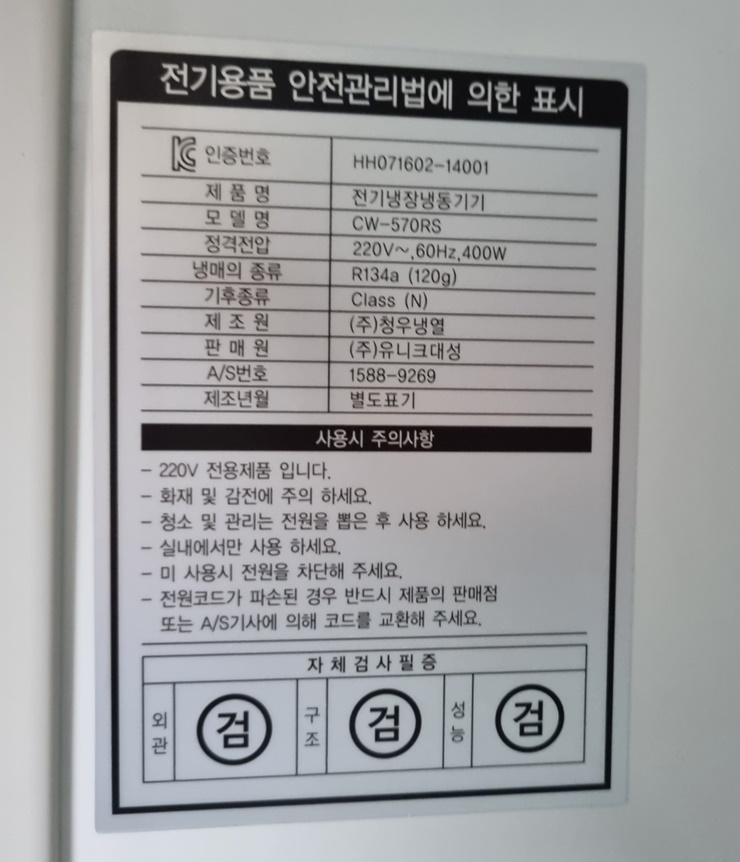 전기용품 안전관리법에 의한 표시
KC 인증번호 HH071602-14001
제 품 명 전기냉장냉동기기
모 델 명 CW-570RS
정격전압 220V~,60Hz,400W
냉매의 종류 R134a (120g)
기후종류 Class (N)
제 조 원 (주)청우냉열
판 매 원 (주)유니크대성
A/S번호 1588-9269
제조년월 별도표기
사용시 주의사항
- 220V 전용제품 입니다.
- 화재 및 감전에 주의 하세요.
- 청소 및 관리는 전원을 뽑은 후 사용 하세요.
- 실내에서만 사용 하세요.
- 미 사용시 전원을 차단해 주세요.
- 전원코드가 파손된 경우 반드시 제품의 판매점
또는 A/S기사에 의해 코드를 교환해 주세요.
자체검사필증
외관 검 구조 검 성능 검